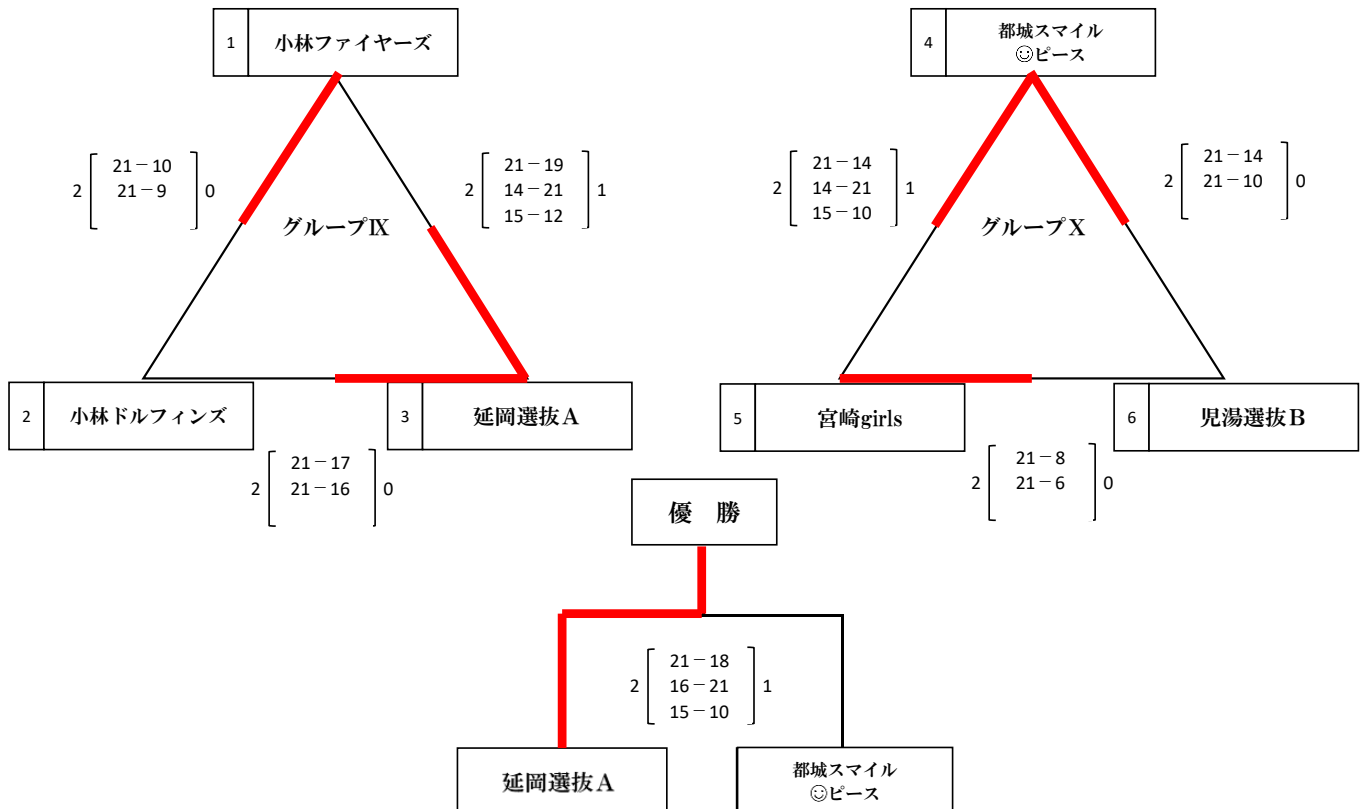 1 小林ファイヤーズ
4 都城スマイル
☺ピース
2 21－10 0
21－9
2 21－19 1
14－21
15－12
グループⅨ
2 21－14 1
14－21
15－10
2 21－14 0
21－10
グループⅩ
2 小林ドルフィンズ
3 延岡選抜A
5 宮崎girls
6 児湯選抜B
2 21－17 0
21－16
2 21－8 0
21－6
優　勝
2 21－18 1
16－21
15－10
延岡選抜A
都城スマイル
☺ピース